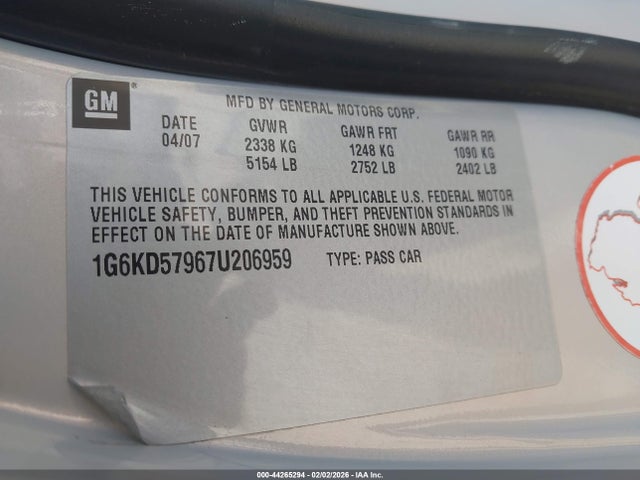 GM
MFD BY GENERAL MOTORS CORP.
DATE GVWR GAWR FRT GAWR RR
04/07 2338 KG 1248 KG 1090 KG
5154 LB 2752 LB 2402 LB
THIS VEHICLE CONFORMS TO ALL APPLICABLE U.S. FEDERAL MOTOR
VEHICLE SAFETY, BUMPER, AND THEFT PREVENTION STANDARDS IN
EFFECT ON THE DATE OF MANUFACTURE SHOWN ABOVE.
1G6KD57967U206959 TYPE: PASS CAR
000-44265294 - 02/02/2026 - IAA Inc.